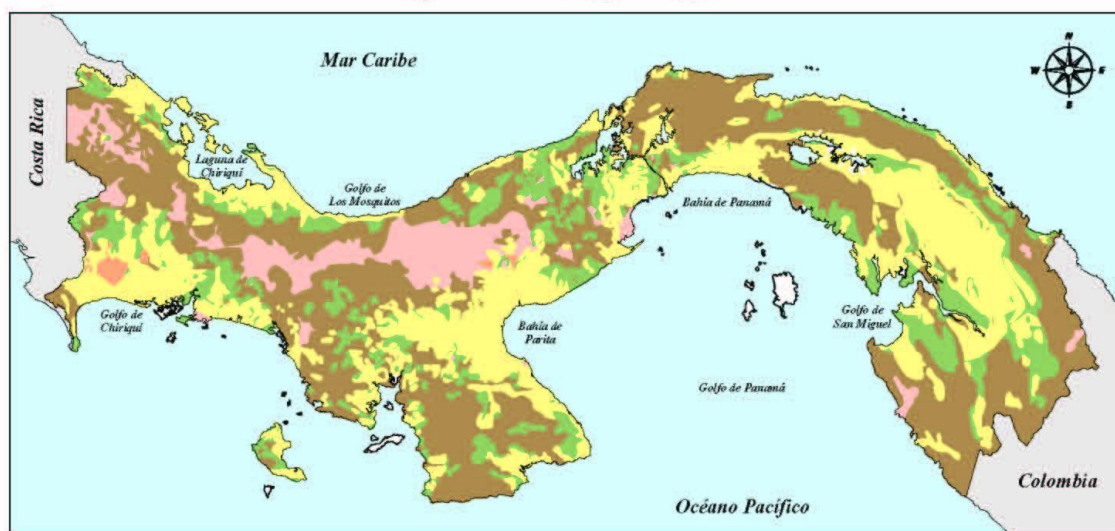 Mar Caribe
N
W E
S
Costa Rica
Laguna de
Chiriquí
Golfo de
Los Mosquitos
Bahía de Panamá
Golfo de
Chiriquí
Bahía de
Parita
Golfo de
San Miguel
Golfo de Panamá
Colombia
Océano Pacífico